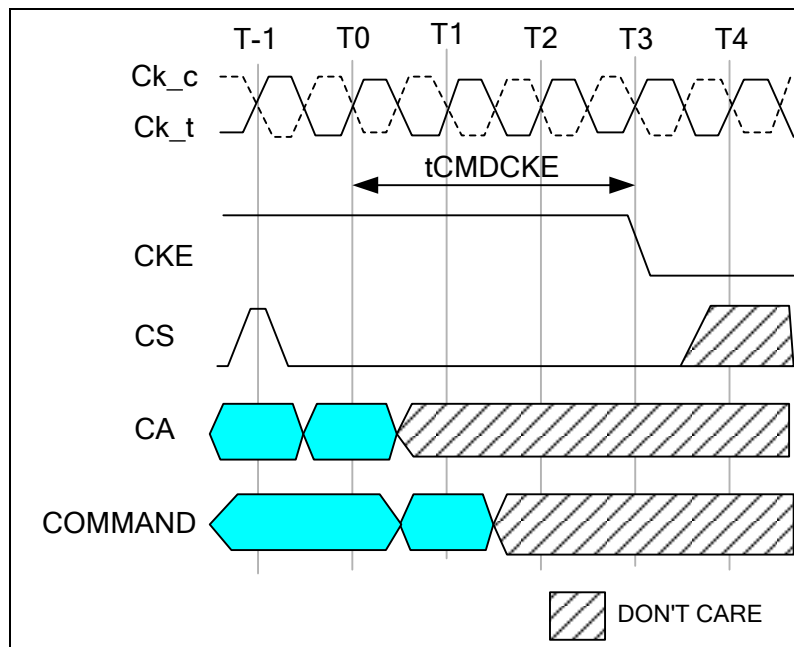 T-1 T0 T1 T2 T3 T4
Ck_c
Ck_t
tCMDCKE
CKE
CS
CA
COMMAND
DON'T CARE